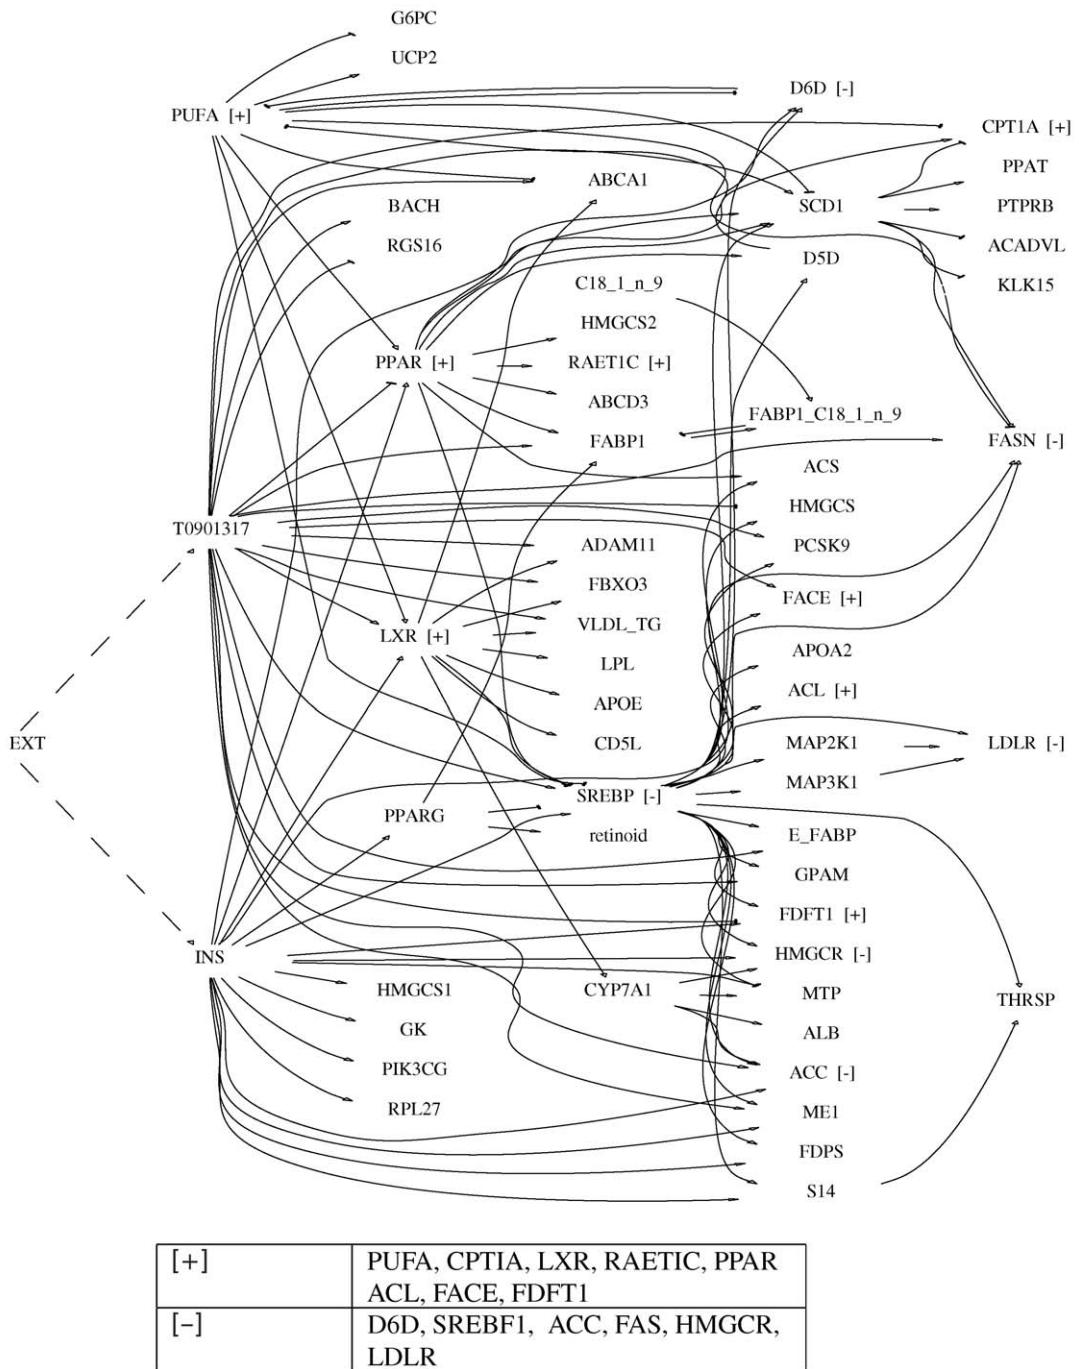 G6PC
UCP2
PUFA [+]
D6D [-]
CPT1A [+]
PPAT
ABCA1
BACH
SCD1
PTPRB
RGS16
ACADVL
D5D
C18_1_n_9
KLK15
HMGCS2
PPAR [+]
RAET1C [+]
ABCD3
FABP1_C18_1_n_9
FABP1
FASN [-]
ACS
HMGCS
T0901317
ADAM11
PCSK9
FBXO3
FACE [+]
VLDL_TG
LXR [+]
LPL
APOA2
APOE
ACL [+]
EXT
CD5L
MAP2K1
LDLR [-]
MAP3K1
SREBP [-]
PPARG
retinoid
E_FABP
GPAM
FDFT1 [+]
INS
HMGCR [-]
HMGCS1
CYP7A1
MTP
THRSP
GK
ALB
PIK3CG
ACC [-]
RPL27
ME1
FDPS
S14
[+] PUFA, CPTIA, LXR, RAETIC, PPAR
ACL, FACE, FDFT1
[−] D6D, SREBF1, ACC, FAS, HMGCR,
LDLR